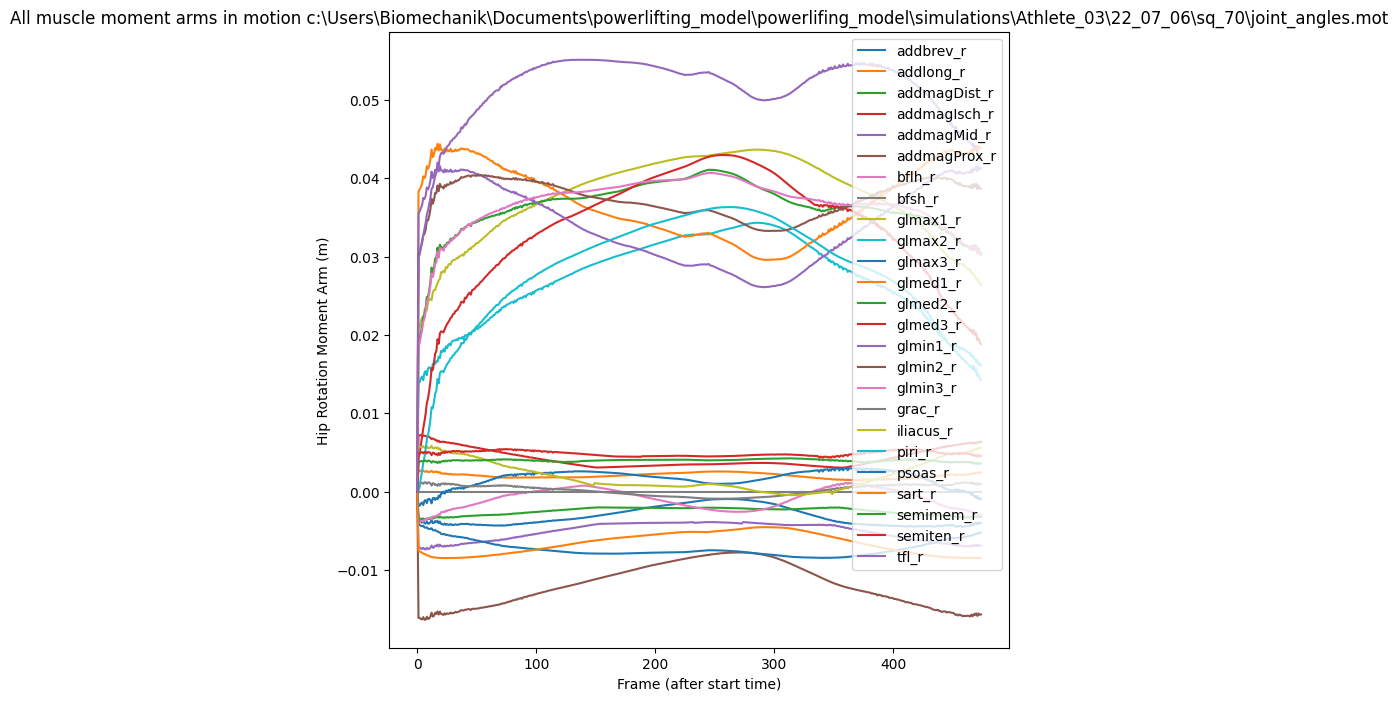 All muscle moment arms in motion c:\Users\Biomechanik\Documents\powerlifting_model\powerlifing_model\simulations\Athlete_03\22_07_06\sq_70\joint_angles.mot
addbrev_r
addlong_r
addmagDist_r
addmagIsch_r
addmagMid_r
addmagProx_r
bflh_r
bfsh_r
glmax1_r
glmax2_r
glmax3_r
glmed1_r
glmed2_r
glmed3_r
glmin1_r
glmin2_r
glmin3_r
grac_r
iliacus_r
piri_r
psoas_r
sart_r
semimem_r
semiten_r
tfl_r
0.05
0.04
0.03
0.02
0.01
0.00
−0.01
Hip Rotation Moment Arm (m)
0
100
200
300
400
Frame (after start time)